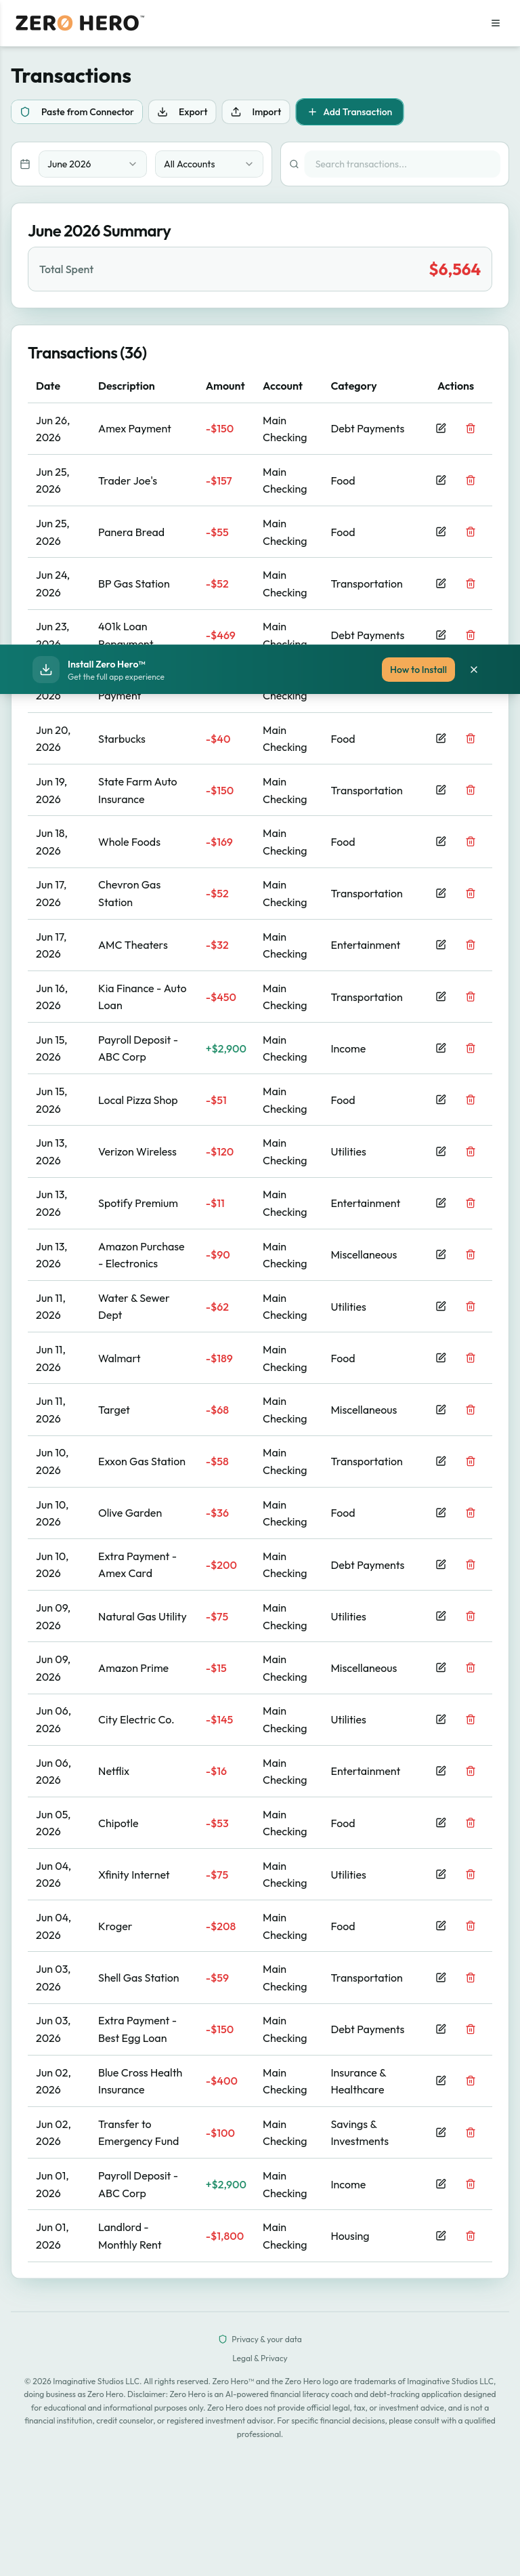 ZERO HERO™
Transactions
Paste from Connector
Export
Import
Add Transaction
June 2026
All Accounts
Search transactions...
June 2026 Summary
Total Spent
$6,564
Transactions (36)
Date Description Amount Account Category Actions
Jun 26, 2026 Amex Payment -$150 Main Checking Debt Payments
Jun 25, 2026 Trader Joe's -$157 Main Checking Food
Jun 25, 2026 Panera Bread -$55 Main Checking Food
Jun 24, 2026 BP Gas Station -$52 Main Checking Transportation
Jun 23, 2026 401k Loan Repayment -$469 Main Checking Debt Payments
Install Zero Hero™
Get the full app experience
How to Install
2026 Payment Checking
Jun 20, 2026 Starbucks -$40 Main Checking Food
Jun 19, 2026 State Farm Auto Insurance -$150 Main Checking Transportation
Jun 18, 2026 Whole Foods -$169 Main Checking Food
Jun 17, 2026 Chevron Gas Station -$52 Main Checking Transportation
Jun 17, 2026 AMC Theaters -$32 Main Checking Entertainment
Jun 16, 2026 Kia Finance - Auto Loan -$450 Main Checking Transportation
Jun 15, 2026 Payroll Deposit - ABC Corp +$2,900 Main Checking Income
Jun 15, 2026 Local Pizza Shop -$51 Main Checking Food
Jun 13, 2026 Verizon Wireless -$120 Main Checking Utilities
Jun 13, 2026 Spotify Premium -$11 Main Checking Entertainment
Jun 13, 2026 Amazon Purchase - Electronics -$90 Main Checking Miscellaneous
Jun 11, 2026 Water & Sewer Dept -$62 Main Checking Utilities
Jun 11, 2026 Walmart -$189 Main Checking Food
Jun 11, 2026 Target -$68 Main Checking Miscellaneous
Jun 10, 2026 Exxon Gas Station -$58 Main Checking Transportation
Jun 10, 2026 Olive Garden -$36 Main Checking Food
Jun 10, 2026 Extra Payment - Amex Card -$200 Main Checking Debt Payments
Jun 09, 2026 Natural Gas Utility -$75 Main Checking Utilities
Jun 09, 2026 Amazon Prime -$15 Main Checking Miscellaneous
Jun 06, 2026 City Electric Co. -$145 Main Checking Utilities
Jun 06, 2026 Netflix -$16 Main Checking Entertainment
Jun 05, 2026 Chipotle -$53 Main Checking Food
Jun 04, 2026 Xfinity Internet -$75 Main Checking Utilities
Jun 04, 2026 Kroger -$208 Main Checking Food
Jun 03, 2026 Shell Gas Station -$59 Main Checking Transportation
Jun 03, 2026 Extra Payment - Best Egg Loan -$150 Main Checking Debt Payments
Jun 02, 2026 Blue Cross Health Insurance -$400 Main Checking Insurance & Healthcare
Jun 02, 2026 Transfer to Emergency Fund -$100 Main Checking Savings & Investments
Jun 01, 2026 Payroll Deposit - ABC Corp +$2,900 Main Checking Income
Jun 01, 2026 Landlord - Monthly Rent -$1,800 Main Checking Housing
Privacy & your data
Legal & Privacy
© 2026 Imaginative Studios LLC. All rights reserved. Zero Hero™ and the Zero Hero logo are trademarks of Imaginative Studios LLC,
doing business as Zero Hero. Disclaimer: Zero Hero is an AI-powered financial literacy coach and debt-tracking application designed
for educational and informational purposes only. Zero Hero does not provide official legal, tax, or investment advice, and is not a
financial institution, credit counselor, or registered investment advisor. For specific financial decisions, please consult with a qualified
professional.